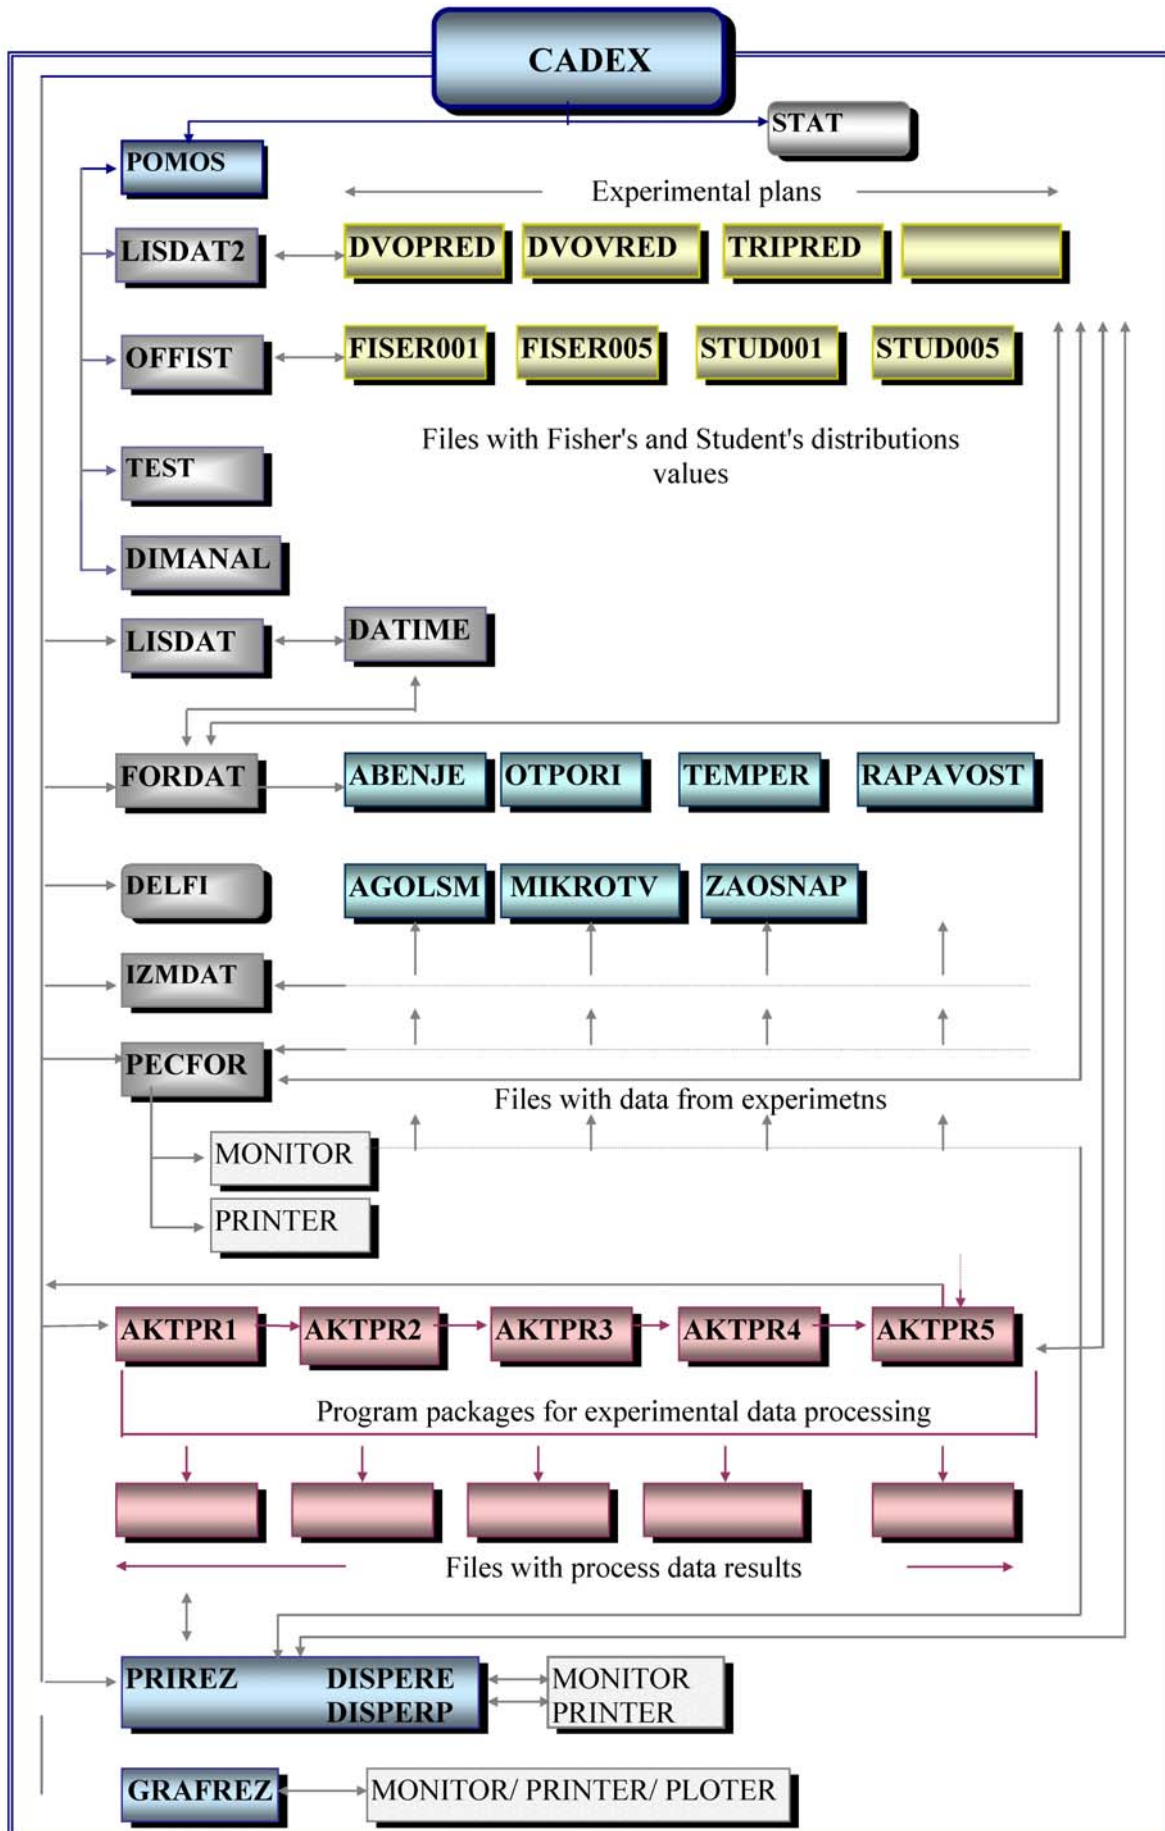 CADEX
STAT
POMOS
Experimental plans
LISDAT2 DVOPRED DVOVRED TRIPRED
OFFIST FISER001 FISER005 STUD001 STUD005
Files with Fisher's and Student's distributions
values
TEST
DIMANAL
LISDAT DATIME
FORDAT ABENJE OTPORI TEMPER RAPAVOST
DELFI AGOLSM MIKROTV ZAOSNAP
IZMDAT
PECFOR
Files with data from experimetns
MONITOR
PRINTER
AKTPR1 AKTPR2 AKTPR3 AKTPR4 AKTPR5
Program packages for experimental data processing
Files with process data results
PRIREZ DISPERE MONITOR
DISPERP PRINTER
GRAFREZ MONITOR/ PRINTER/ PLOTER